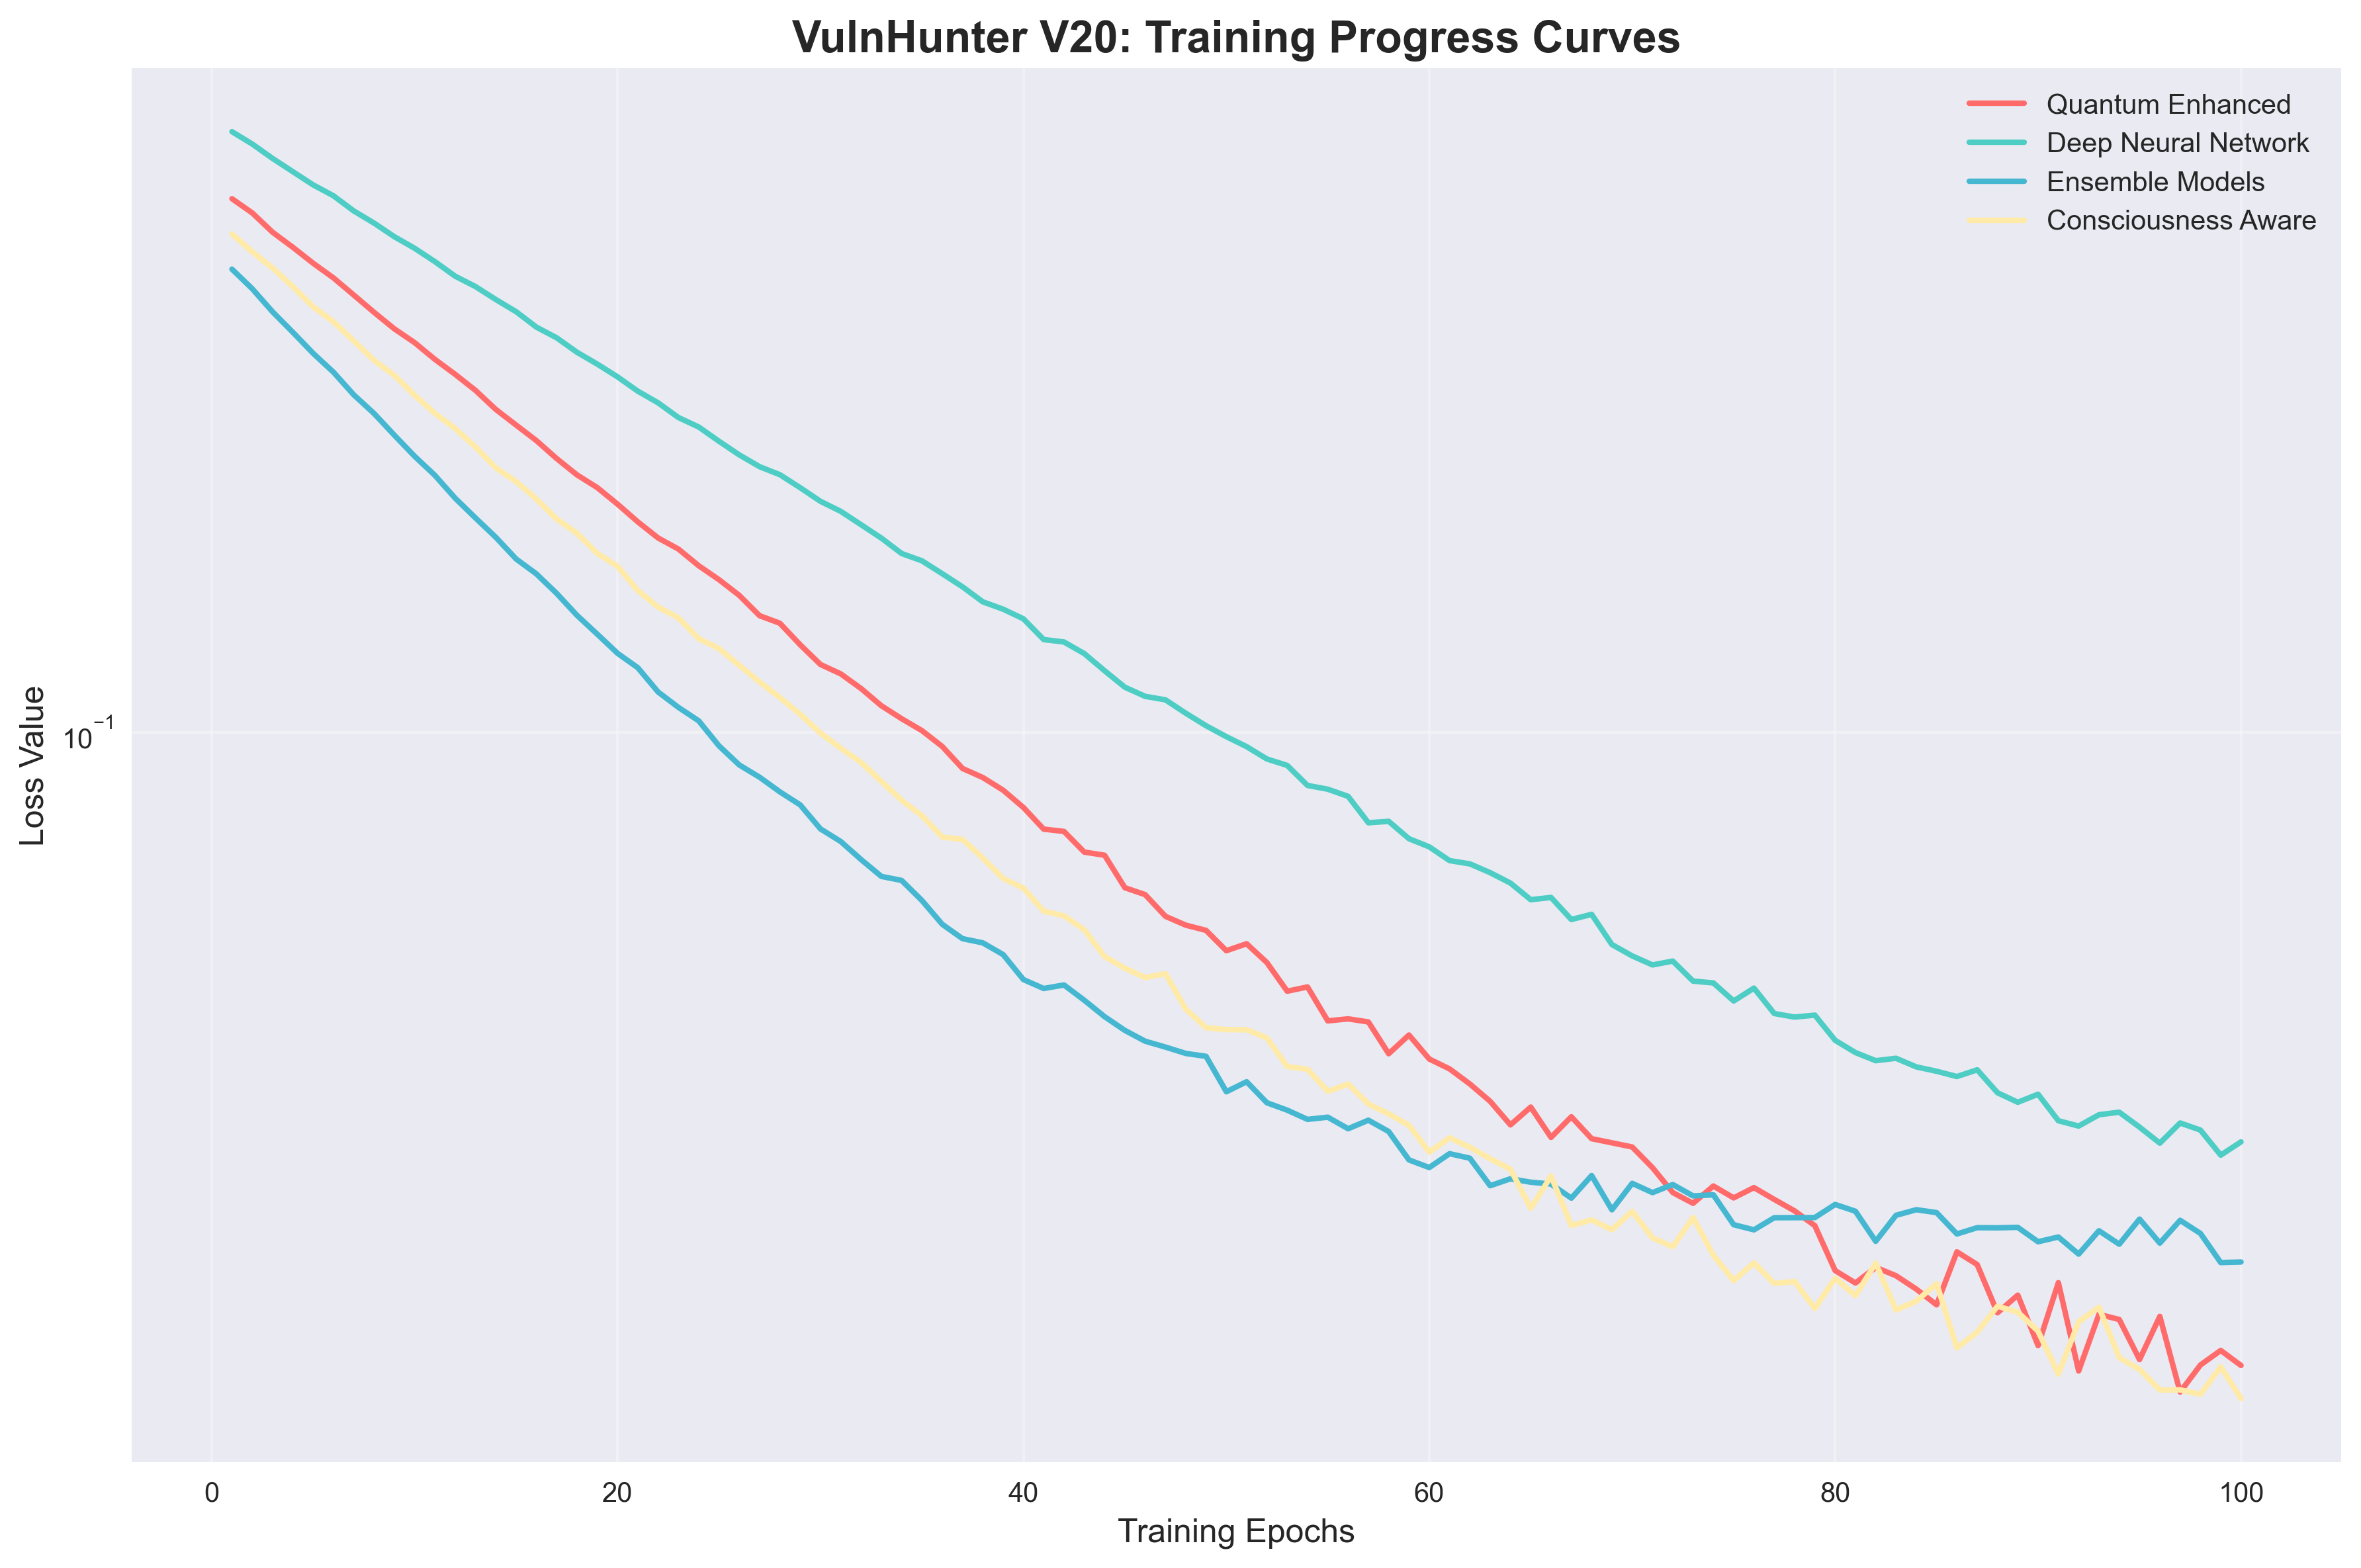 VulnHunter V20: Training Progress Curves
Quantum Enhanced
Deep Neural Network
Ensemble Models
Consciousness Aware
Loss Value
10⁻¹
0 20 40 60 80 100
Training Epochs